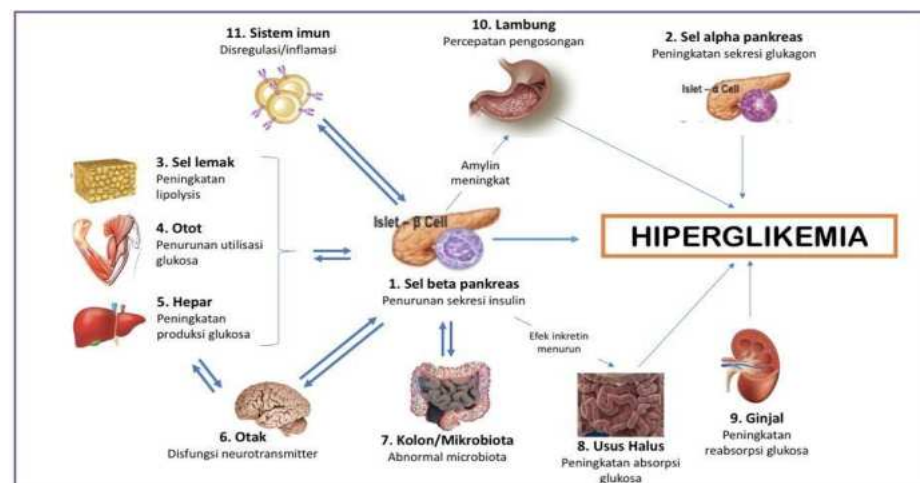 11. Sistem imun
Disregulasi/inflamasi
10. Lambung
Percepatan pengosongan
2. Sel alpha pankreas
Peningkatan sekresi glukagon
Islet – α Cell
3. Sel lemak
Peningkatan
lipolysis
4. Otot
Penurunan utilisasi
glukosa
5. Hepar
Peningkatan
produksi glukosa
Amylin
meningkat
Islet – β Cell
1. Sel beta pankreas
Penurunan sekresi insulin
HIPERGLIKEMIA
Efek inkretin
menurun
6. Otak
Disfungsi neurotransmitter
7. Kolon/Mikrobiota
Abnormal microbiota
8. Usus Halus
Peningkatan absorpsi
glukosa
9. Ginjal
Peningkatan
reabsorpsi glukosa